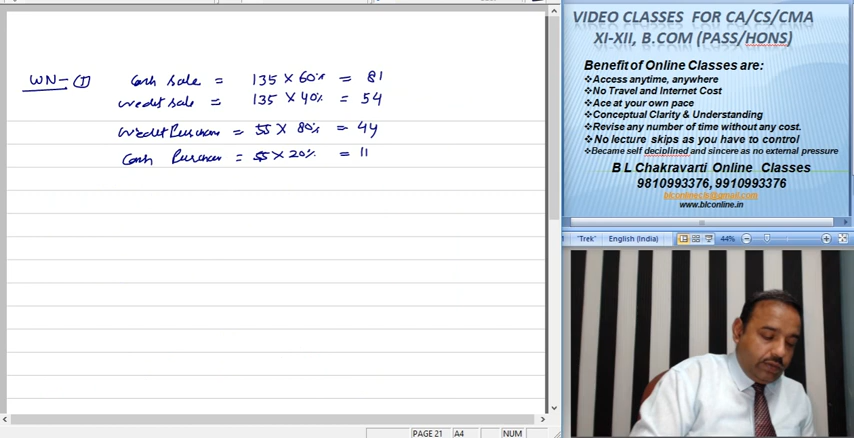 WN-① Cash sale = 135 × 60% = 81
credit sale = 135 × 40% = 54
credit Purchase = 55 × 80% = 44
Cash Purchase = 55 × 20% = 11
PAGE 21 A4 NUM
VIDEO CLASSES FOR CA/CS/CMA
XI-XII, B.COM (PASS/HONS)
Benefit of Online Classes are:
❖Access anytime, anywhere
❖No Travel and Internet Cost
❖Ace at your own pace
❖Conceptual Clarity & Understanding
❖Revise any number of time without any cost.
❖No lecture skips as you have to control
❖Became self deciplined and sincere as no external pressure
B L Chakravarti Online Classes
9810993376, 9910993376
blconlinech@gmail.com
www.blconline.in
"Trek" English (India) 44%